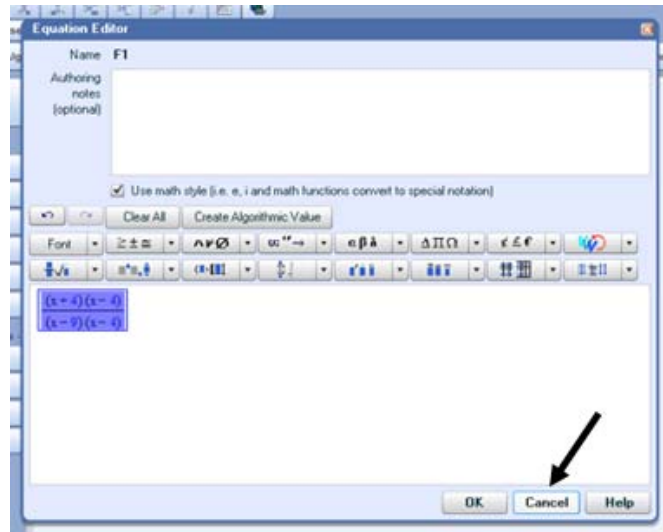 Equation Editor
Name F1
Authoring
notes
(optional)
Use math style (i.e. e, i and math functions convert to special notation)
Clear All Create Algorithmic Value
Font
(x + 4)(x − 4)
(x − 9)(x − 4)
OK Cancel Help